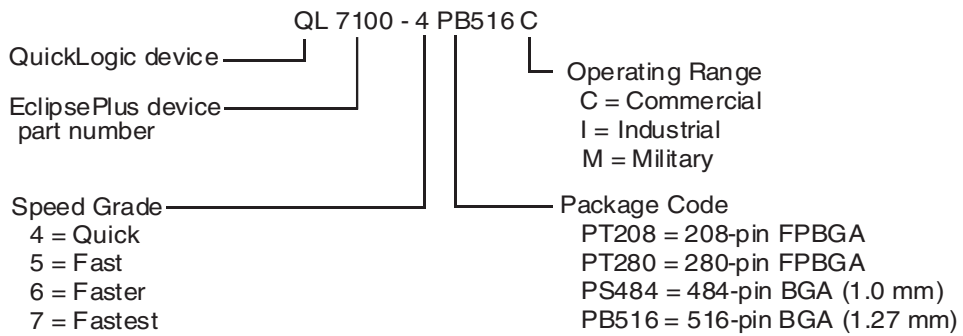 QL 7100 - 4 PB516 C
QuickLogic device
EclipsePlus device
part number
Speed Grade
4 = Quick
5 = Fast
6 = Faster
7 = Fastest
Operating Range
C = Commercial
I = Industrial
M = Military
Package Code
PT208 = 208-pin FPBGA
PT280 = 280-pin FPBGA
PS484 = 484-pin BGA (1.0 mm)
PB516 = 516-pin BGA (1.27 mm)